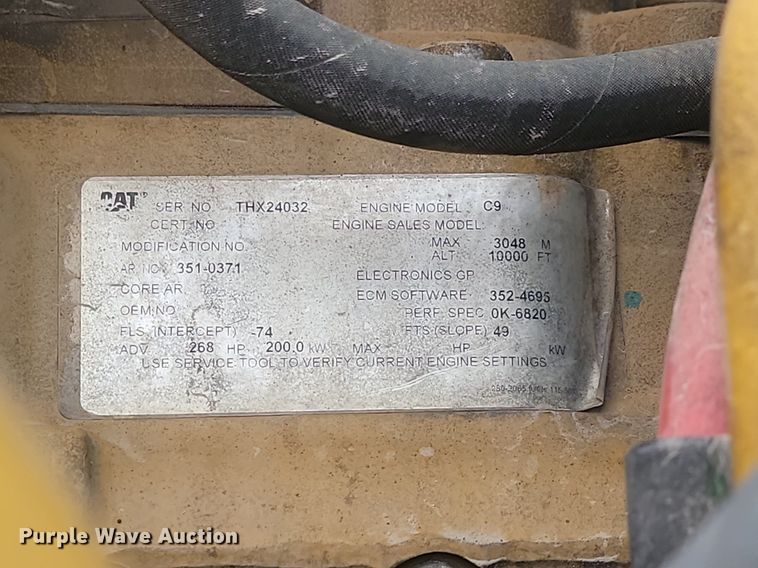 CAT® SER. NO. THX24032 ENGINE MODEL C9
CERT. NO. ENGINE SALES MODEL:
MODIFICATION NO. MAX 3048 M
ALT: 10000 FT
AR. NO. 351-0371 ELECTRONICS GP
CORE AR. ECM SOFTWARE 352-4695
OEM NO PERF. SPEC 0K-6820
FLS (INTERCEPT) -74 FTS (SLOPE) 49
ADV 268 HP 200.0 kW MAX HP kW
USE SERVICE TOOL TO VERIFY CURRENT ENGINE SETTINGS
Purple Wave Auction